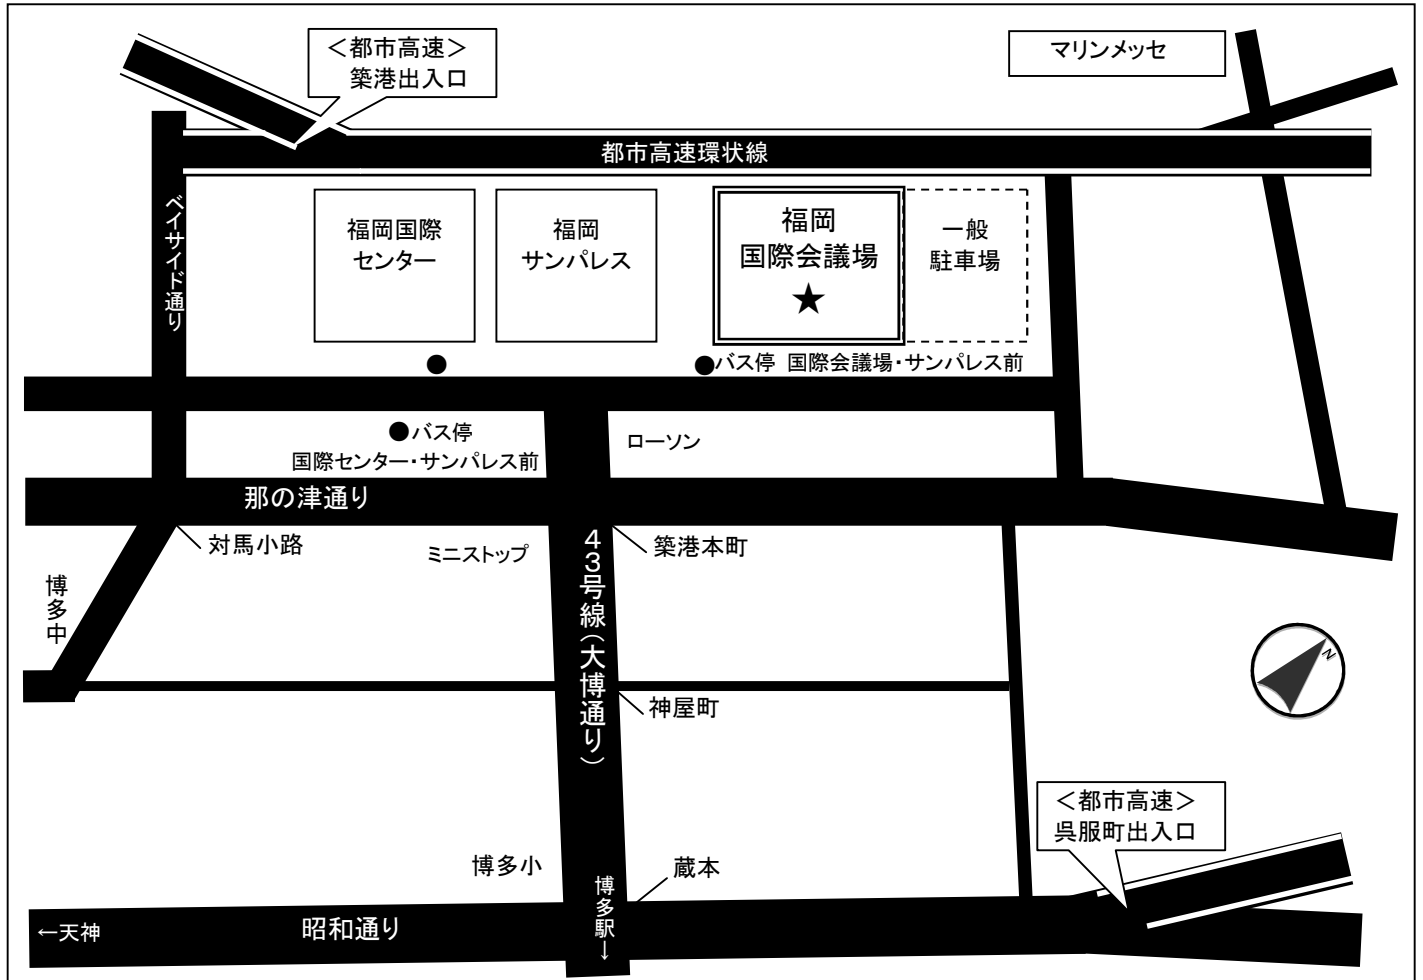 ＜都市高速＞
築港出入口
マリンメッセ
都市高速環状線
ベイサイド通り
福岡国際
センター
福岡
サンパレス
福岡
国際会議場
★
一般
駐車場
●
●バス停 国際会議場・サンパレス前
●バス停
国際センター・サンパレス前
ローソン
那の津通り
対馬小路
ミニストップ
築港本町
43号線(大博通り)
博多中
N
神屋町
＜都市高速＞
呉服町出入口
博多小
蔵本
博多駅→
←天神
昭和通り